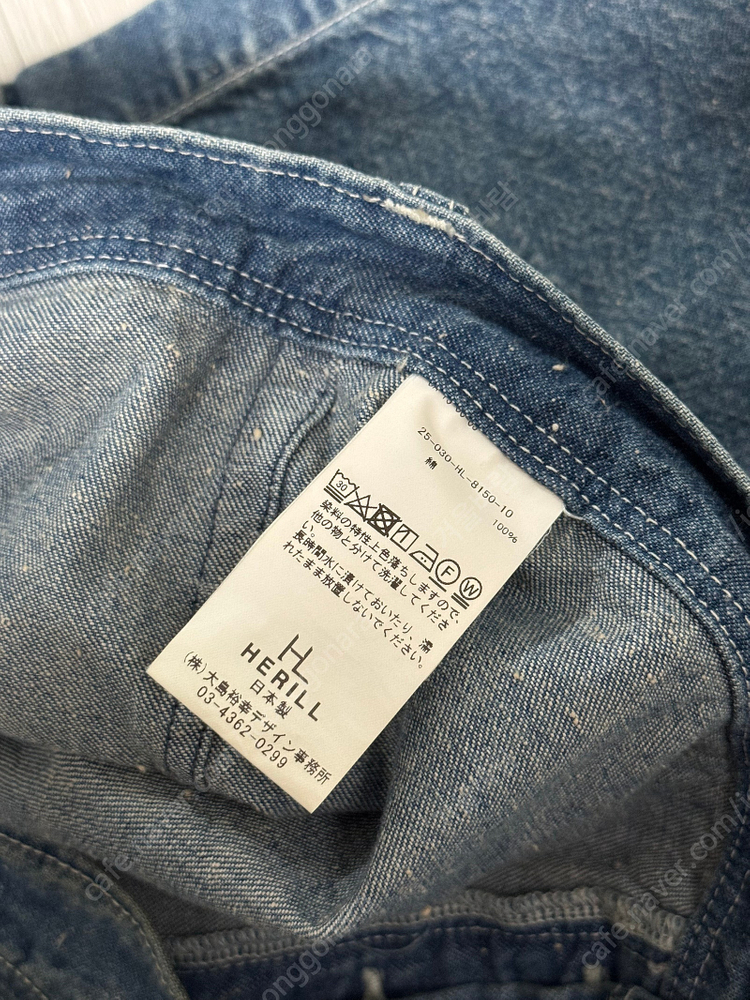 25-030-HL-8150-10
綿 100%
30 F W
染料の特性上色落ちしますので、
他の物と分けて洗濯してくださ
い。
長時間水に漬けておいたり、濡
れたまま放置しないでください。
HL
HERILL
日本製
(株)大島裕幸デザイン事務所
03-4362-0299